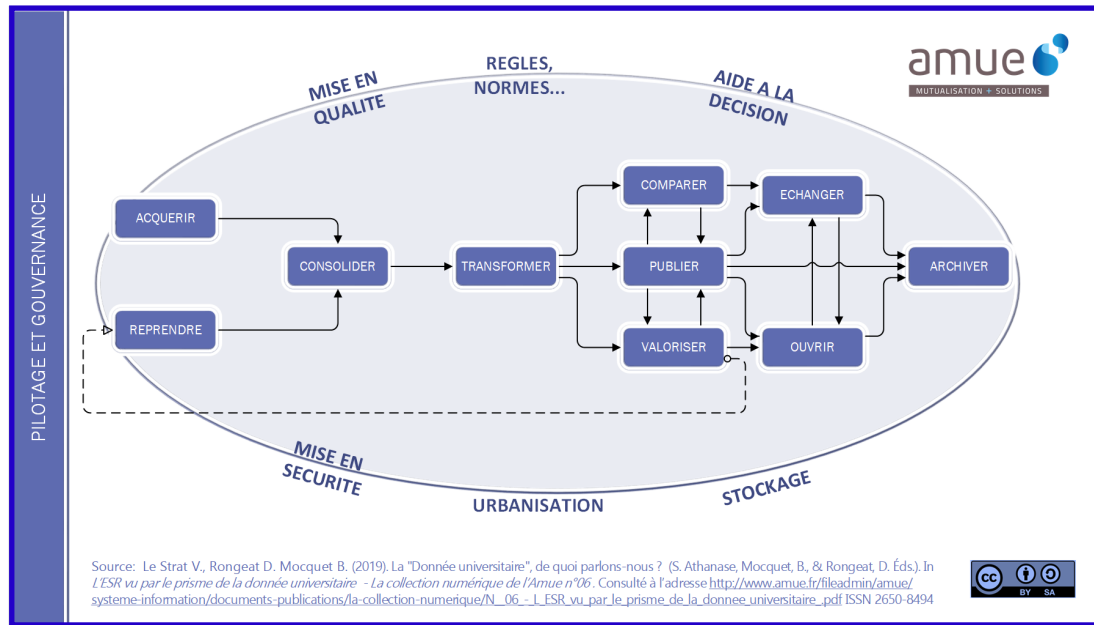 PILOTAGE ET GOUVERNANCE
MISE EN
QUALITE
REGLES,
NORMES...
AIDE A LA
DECISION
amue
MUTUALISATION + SOLUTIONS
ACQUERIR
REPRENDRE
CONSOLIDER
TRANSFORMER
COMPARER
PUBLIER
VALORISER
ECHANGER
OUVRIR
ARCHIVER
MISE EN
SECURITE
URBANISATION
STOCKAGE
Source: Le Strat V., Rongeat D. Mocquet B. (2019). La "Donnée universitaire", de quoi parlons-nous ? (S. Athanase, Mocquet, B., & Rongeat, D. Éds.). In
L'ESR vu par le prisme de la donnée universitaire - La collection numérique de l'Amue n°06. Consulté à l'adresse http://www.amue.fr/fileadmin/amue/
systeme-information/documents-publications/la-collection-numerique/N__06_-_L_ESR_vu_par_le_prisme_de_la_donnee_universitaire_.pdf ISSN 2650-8494
cc
BY SA